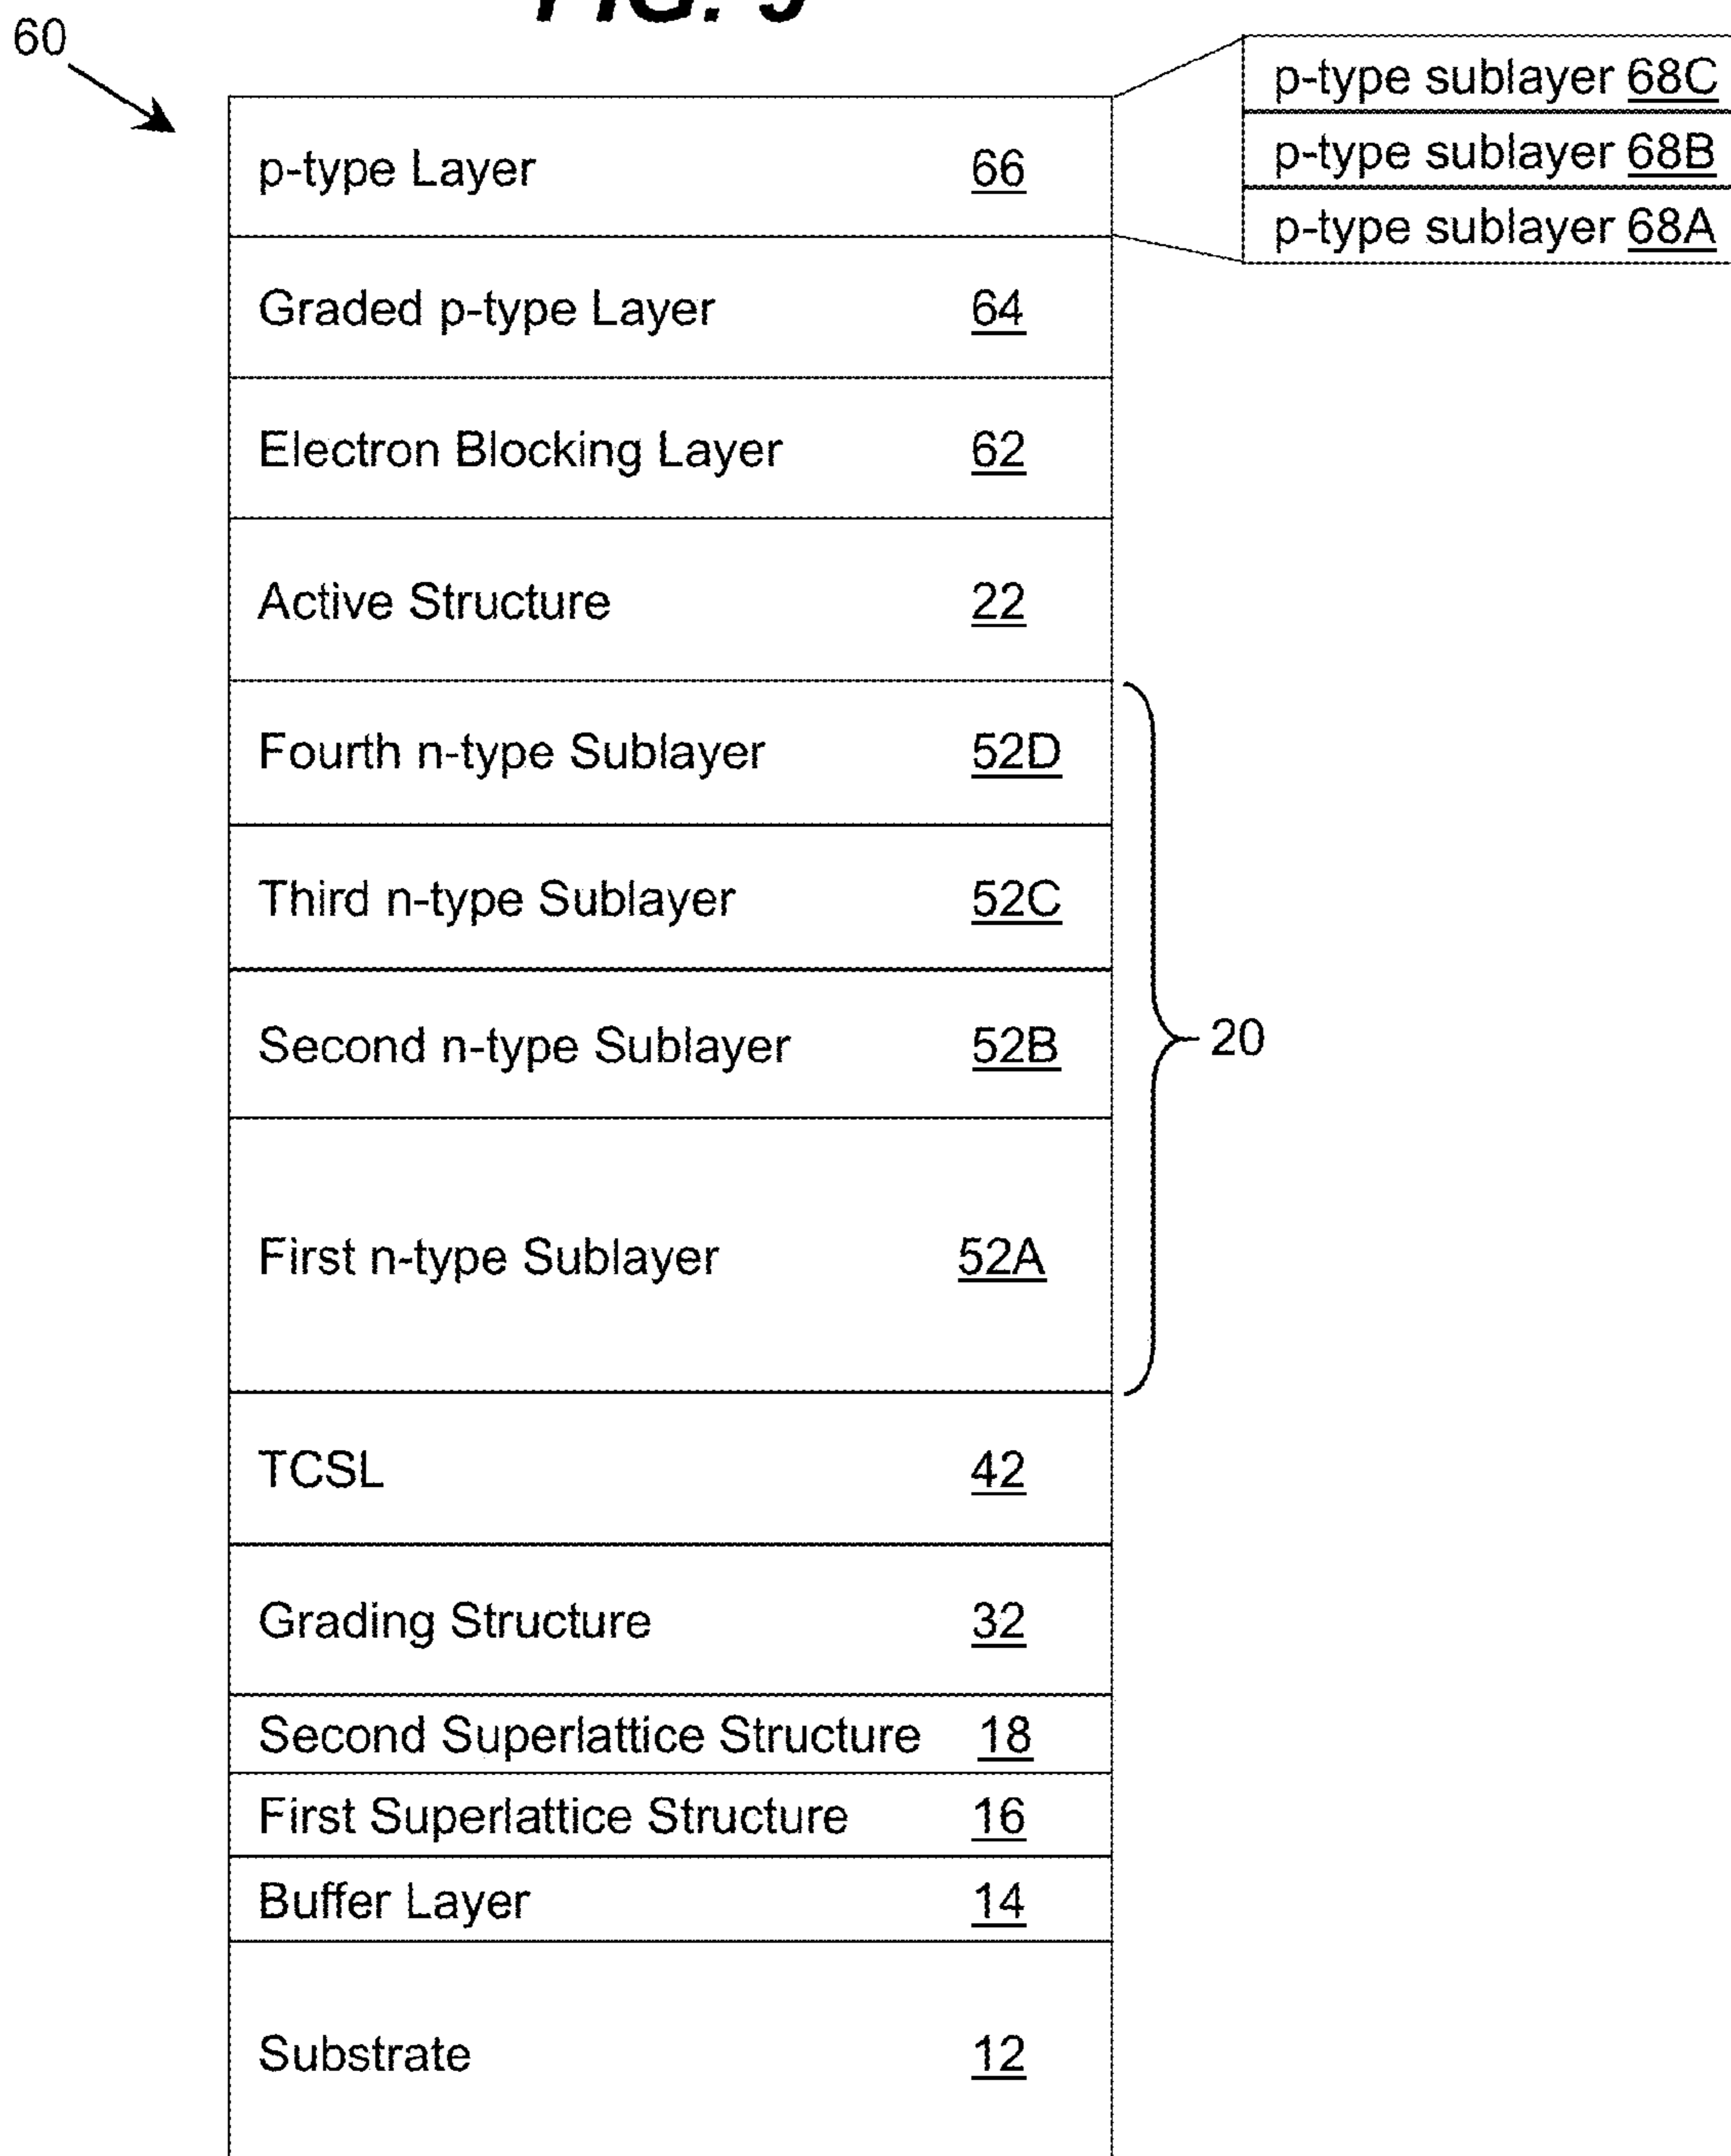 FIG. 9
60
p-type sublayer 68C
p-type sublayer 68B
p-type sublayer 68A
p-type Layer 66
Graded p-type Layer 64
Electron Blocking Layer 62
Active Structure 22
Fourth n-type Sublayer 52D
Third n-type Sublayer 52C
Second n-type Sublayer 52B
20
First n-type Sublayer 52A
TCSL 42
Grading Structure 32
Second Superlattice Structure 18
First Superlattice Structure 16
Buffer Layer 14
Substrate 12